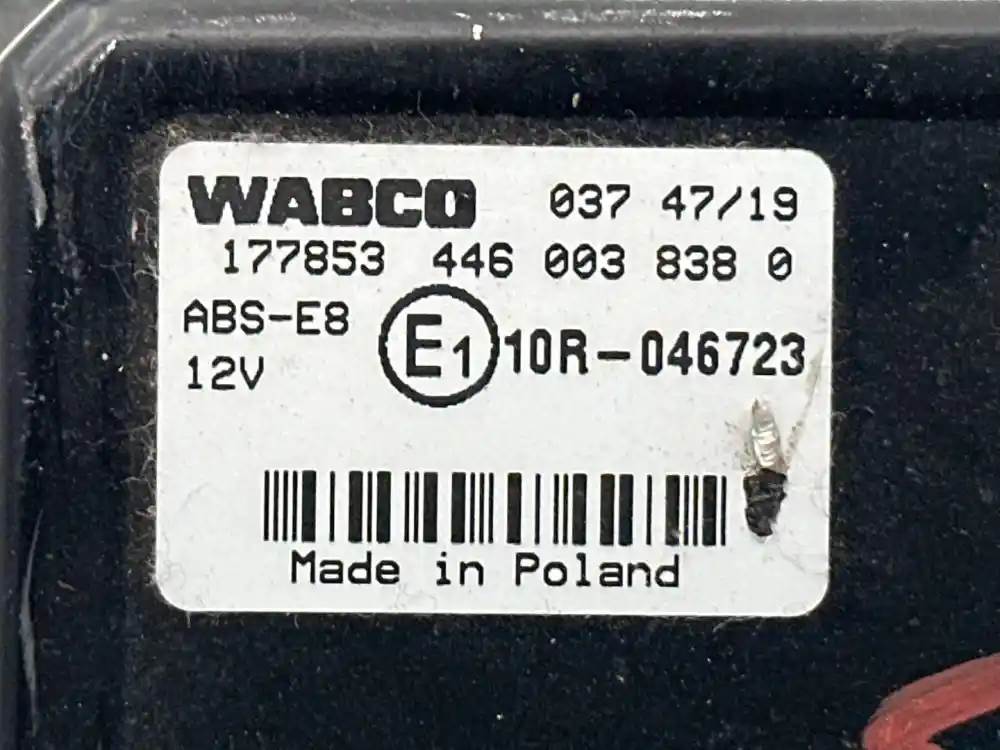 WABCO 037 47/19
177853 446 003 838 0
ABS-E8
12V
E1 10R-046723
Made in Poland